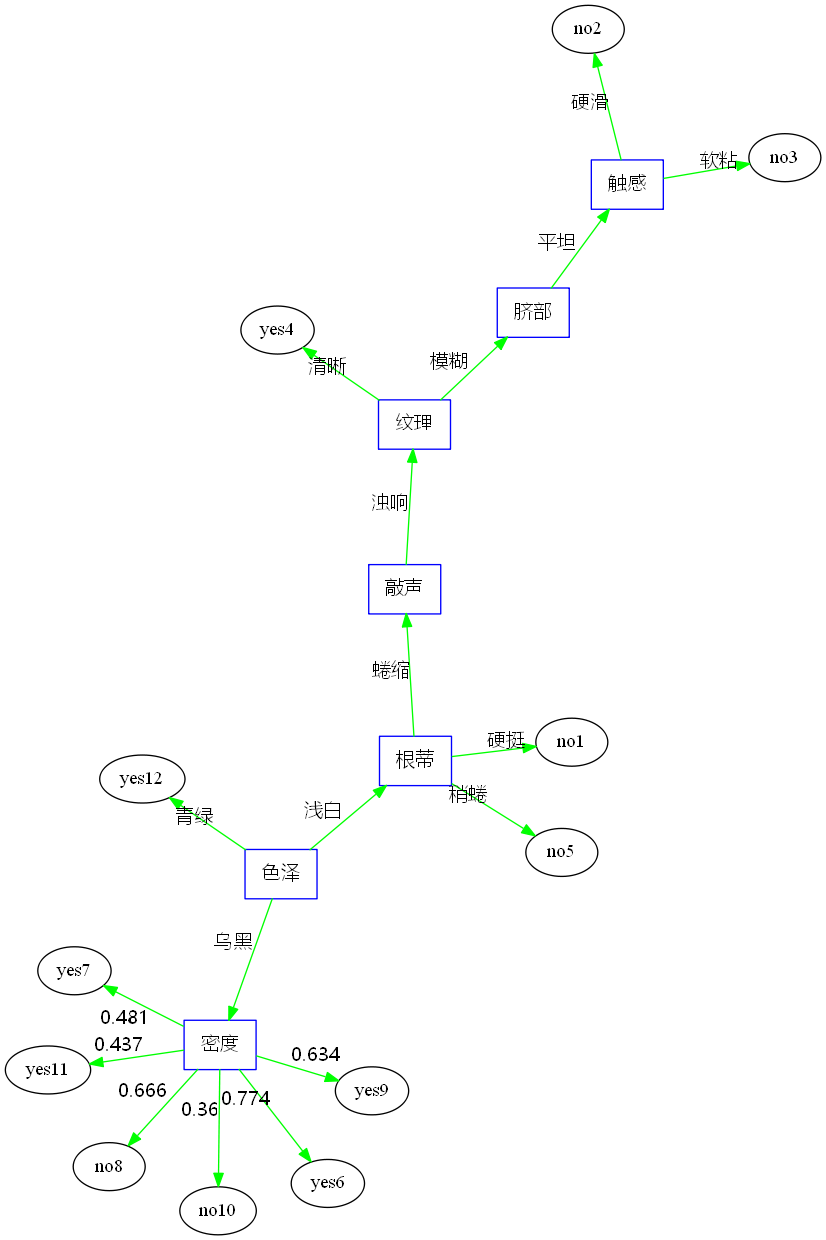 no2
硬滑
软粘
no3
触感
平坦
脐部
yes4
清晰
模糊
纹理
浊响
敲声
蜷缩
根蒂
硬挺
no1
稍蜷
no5
yes12
青绿
浅白
色泽
乌黑
yes7
0.481
密度
0.437
yes11
0.634
yes9
0.666
0.36
0.774
no8
no10
yes6